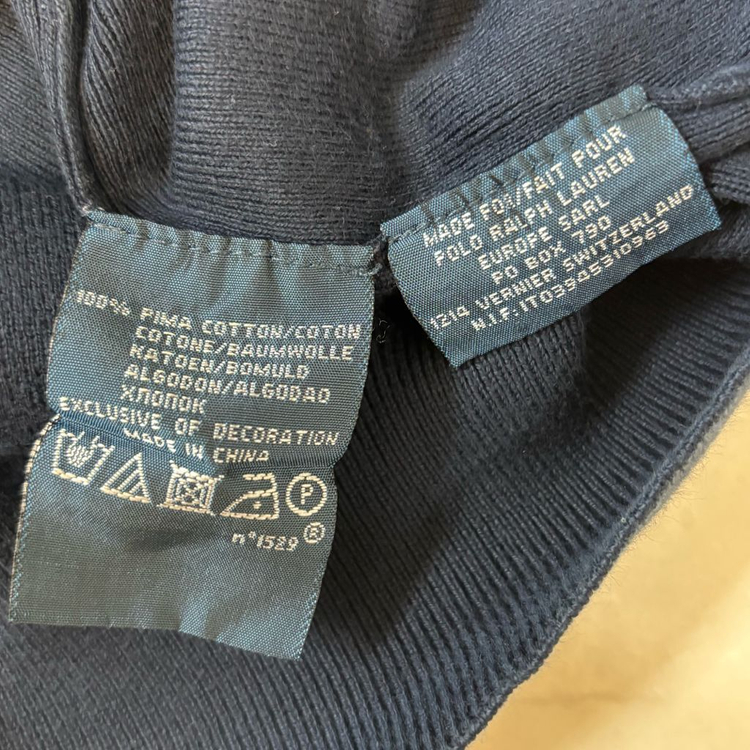 100% PIMA COTTON/COTON
COTONE/BAUMWOLLE
KATOEN/BOMULD
ALGODON/ALGODAO
ХЛОПОК
EXCLUSIVE OF DECORATION
MADE IN CHINA
P
n°1529 ®
MADE FOR/FAIT POUR
POLO RALPH LAUREN
EUROPE SARL
PO BOX 790
1214 VERNIER SWITZERLAND
N.I.F:IT03945310963